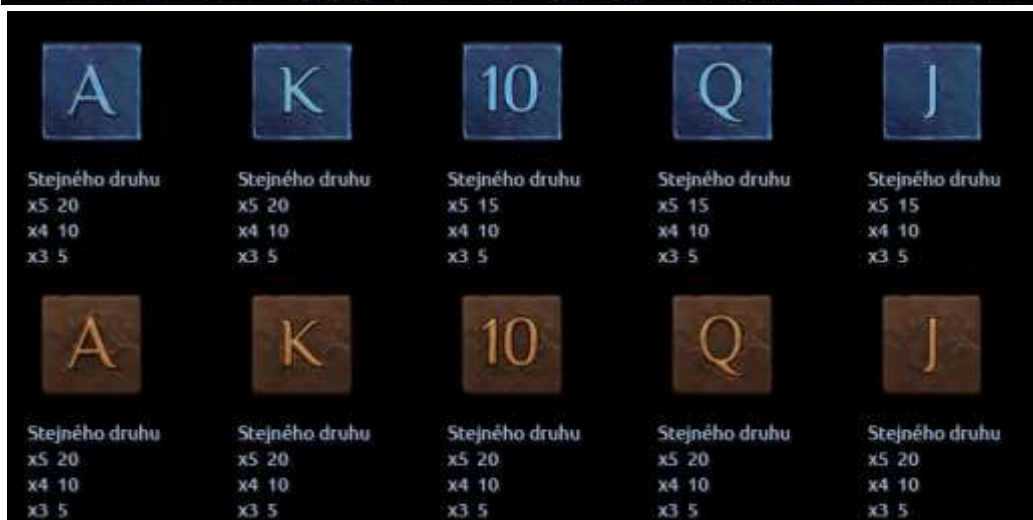 A K 10 Q J
Stejného druhu Stejného druhu Stejného druhu Stejného druhu Stejného druhu
x5 20 x5 20 x5 15 x5 15 x5 15
x4 10 x4 10 x4 10 x4 10 x4 10
x3 5 x3 5 x3 5 x3 5 x3 5
A K 10 Q J
Stejného druhu Stejného druhu Stejného druhu Stejného druhu Stejného druhu
x5 20 x5 20 x5 20 x5 20 x5 20
x4 10 x4 10 x4 10 x4 10 x4 10
x3 5 x3 5 x3 5 x3 5 x3 5